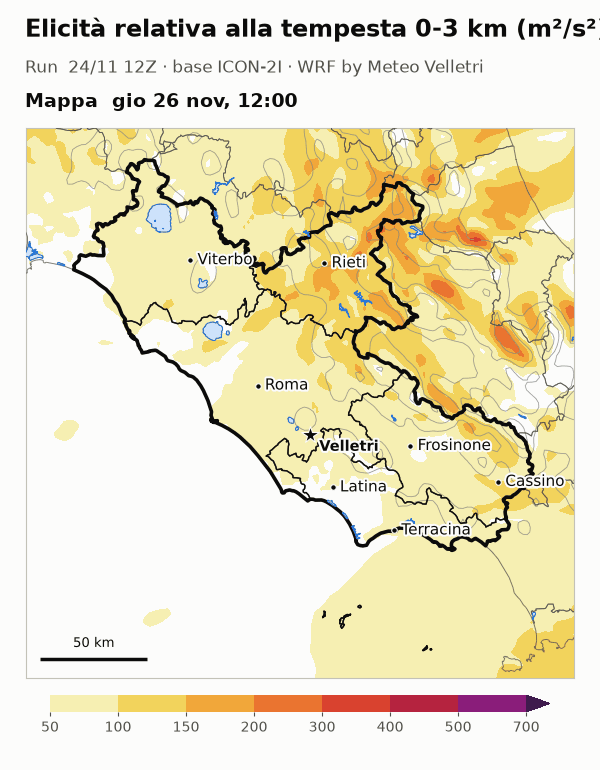 Elicità relativa alla tempesta 0-3 km (m²/s²)
Run 24/11 12Z · base ICON-2I · WRF by Meteo Velletri
Mappa gio 26 nov, 12:00
Viterbo
Rieti
Roma
Velletri
Frosinone
Cassino
Latina
Terracina
50 km
50 100 150 200 300 400 500 700